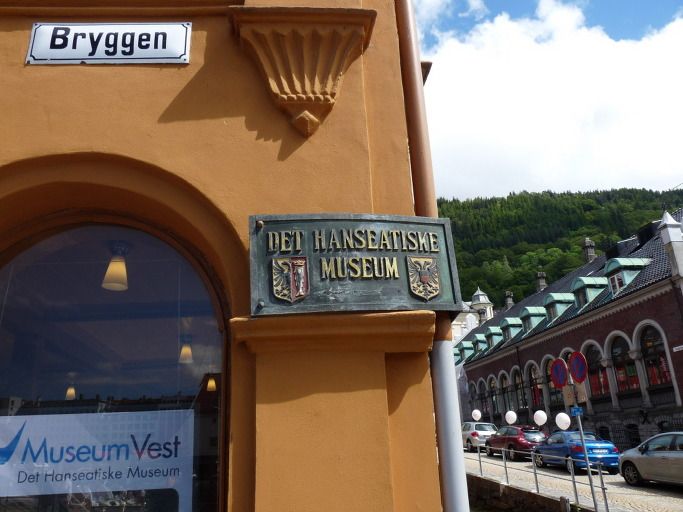 Bryggen
DET HANSEATISKE
MUSEUM
MuseumVest
Det Hanseatiske Museum